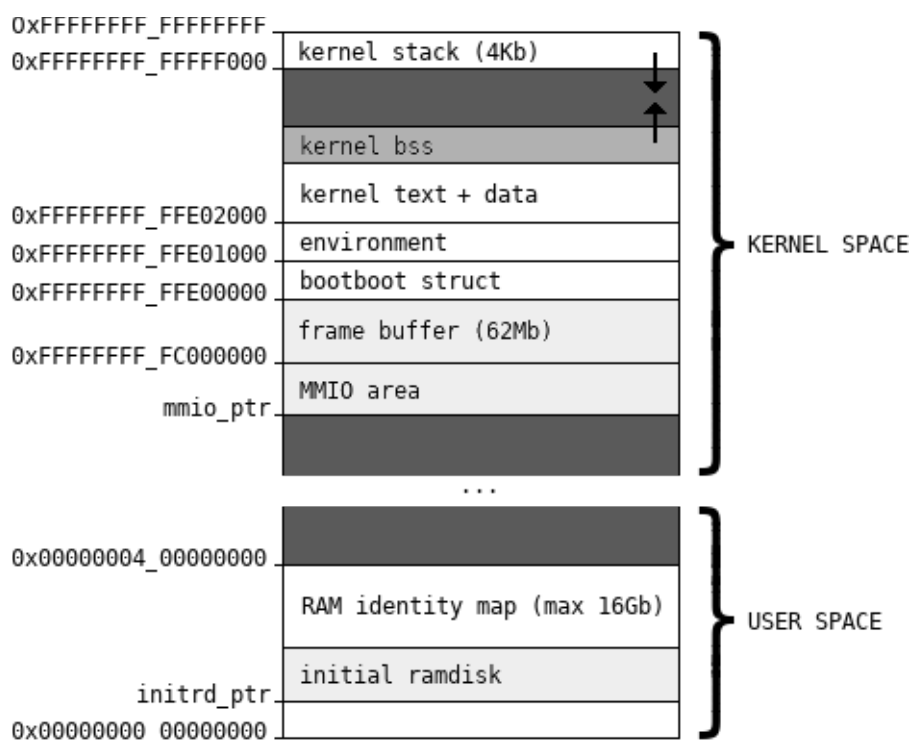 0xFFFFFFFF_FFFFFFFF
kernel stack (4Kb)
0xFFFFFFFF_FFFFF000
kernel bss
kernel text + data
0xFFFFFFFF_FFE02000
environment
KERNEL SPACE
0xFFFFFFFF_FFE01000
bootboot struct
0xFFFFFFFF_FFE00000
frame buffer (62Mb)
0xFFFFFFFF_FC000000
MMIO area
mmio_ptr
...
0x00000004_00000000
RAM identity map (max 16Gb)
USER SPACE
initial ramdisk
initrd_ptr
0x00000000_00000000